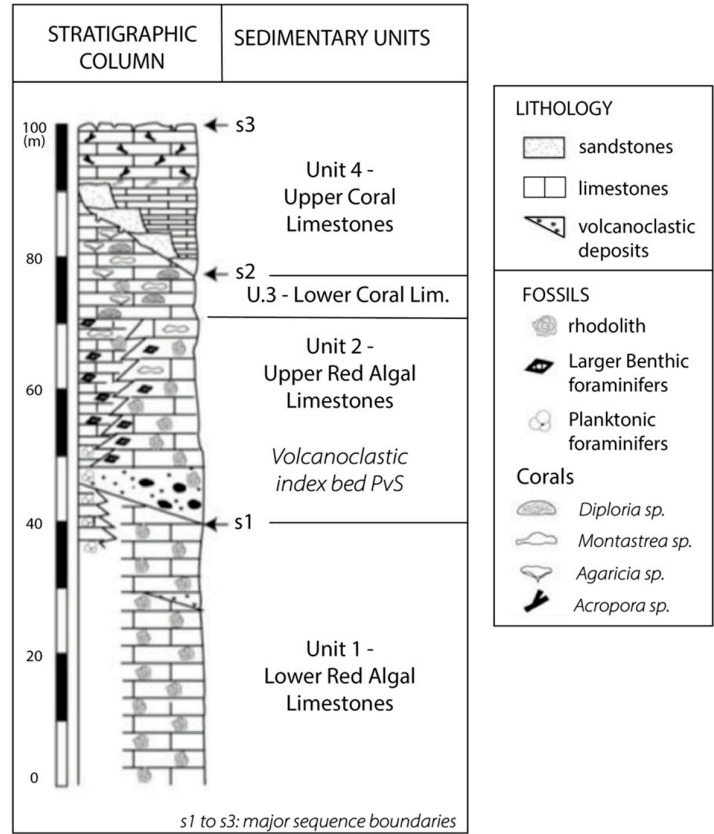 STRATIGRAPHIC
COLUMN
SEDIMENTARY UNITS
100
(m)
s3
Unit 4 -
Upper Coral
Limestones
80
s2
U.3 - Lower Coral Lim.
Unit 2 -
Upper Red Algal
Limestones
60
Volcanoclastic
index bed PvS
40
s1
Unit 1 -
Lower Red Algal
Limestones
20
0
s1 to s3: major sequence boundaries
LITHOLOGY
sandstones
limestones
volcanoclastic
deposits
FOSSILS
rhodolith
Larger Benthic
foraminifers
Planktonic
foraminifers
Corals
Diploria sp.
Montastrea sp.
Agaricia sp.
Acropora sp.